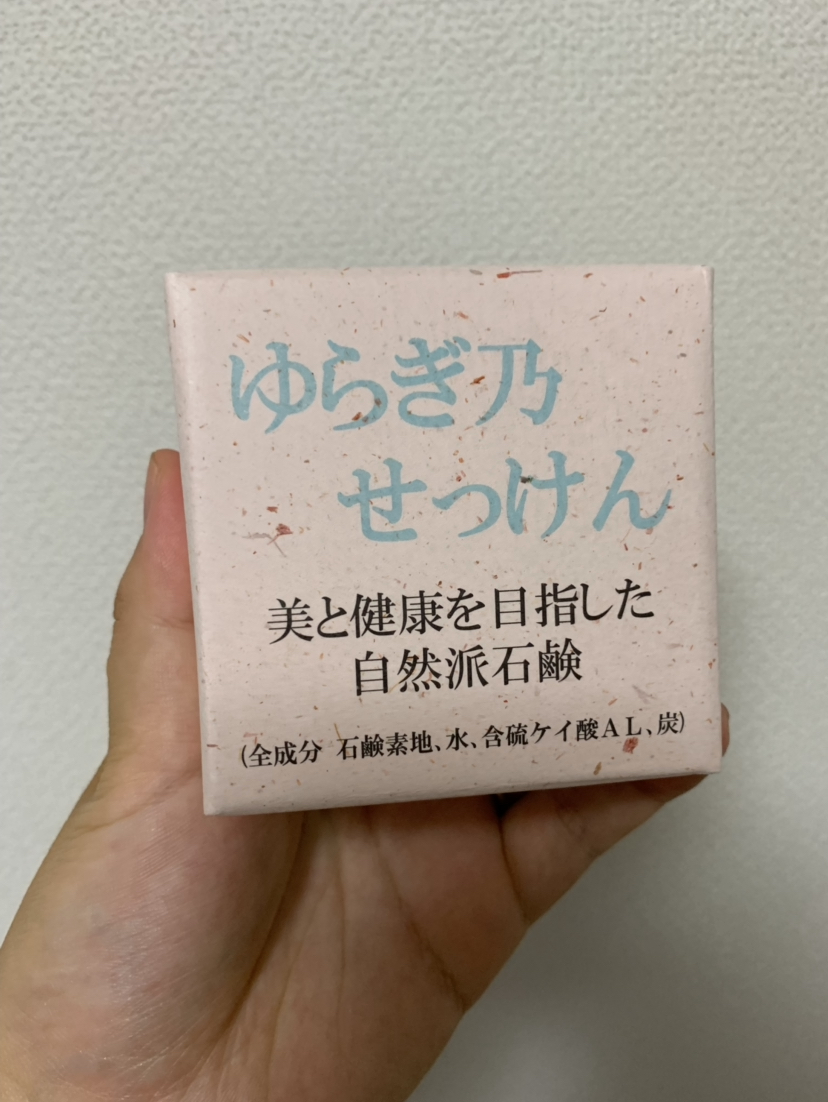 ゆらぎ乃
せっけん
美と健康を目指した
自然派石鹸
(全成分 石鹸素地、水、含硫ケイ酸AL、炭)